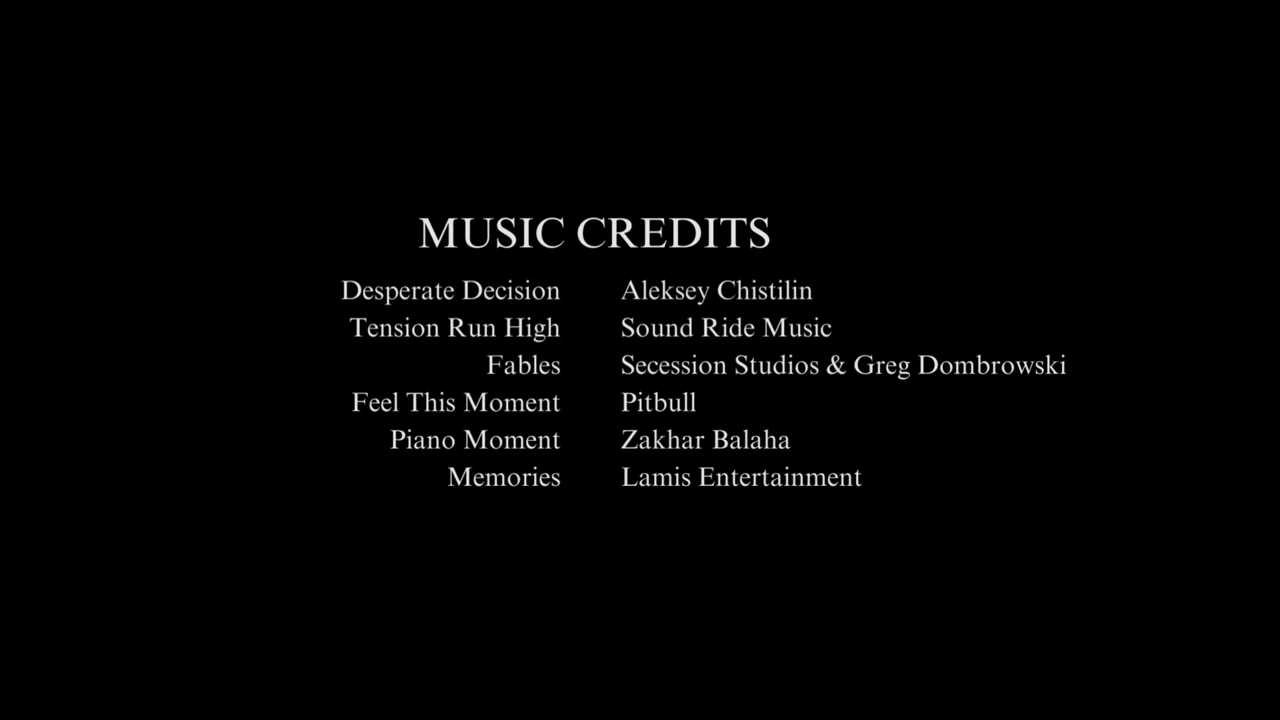 MUSIC CREDITS
Desperate Decision Aleksey Chistilin
Tension Run High Sound Ride Music
Fables Secession Studios & Greg Dombrowski
Feel This Moment Pitbull
Piano Moment Zakhar Balaha
Memories Lamis Entertainment